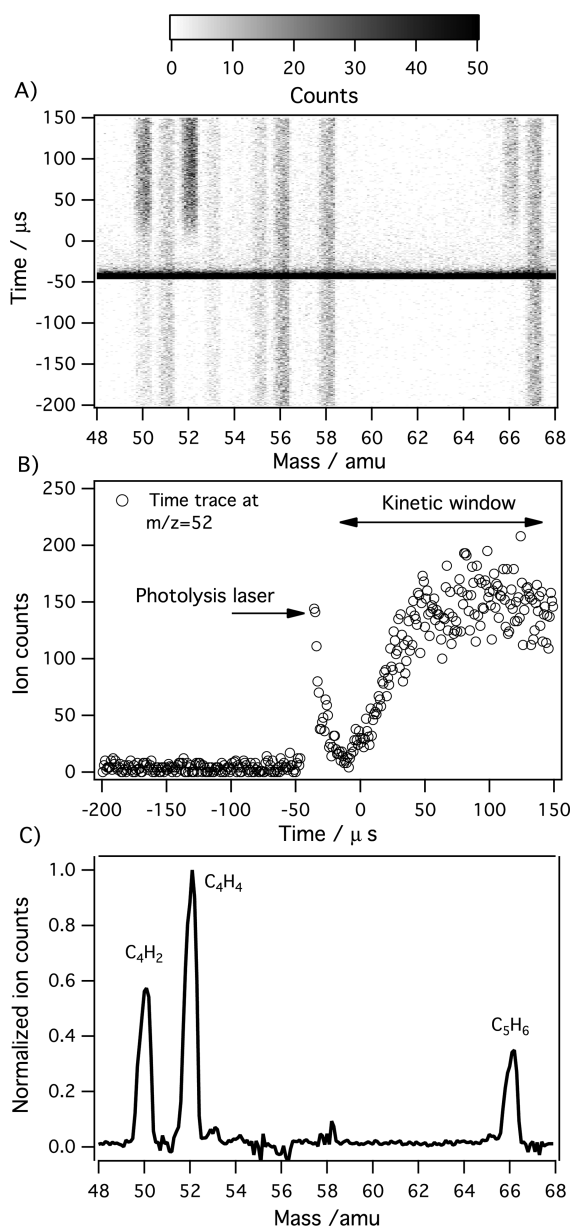 0 10 20 30 40 50
Counts
A)
150
100
50
0
-50
-100
-150
-200
Time / μs
48 50 52 54 56 58 60 62 64 66 68
Mass / amu
B)
250
200
150
100
50
0
Ion counts
Time trace at
m/z=52
Kinetic window
Photolysis laser
-200 -150 -100 -50 0 50 100 150
Time / μ s
C)
1.0
0.8
0.6
0.4
0.2
0.0
Normalized ion counts
C₄H₄
C₄H₂
C₅H₆
48 50 52 54 56 58 60 62 64 66 68
Mass /amu